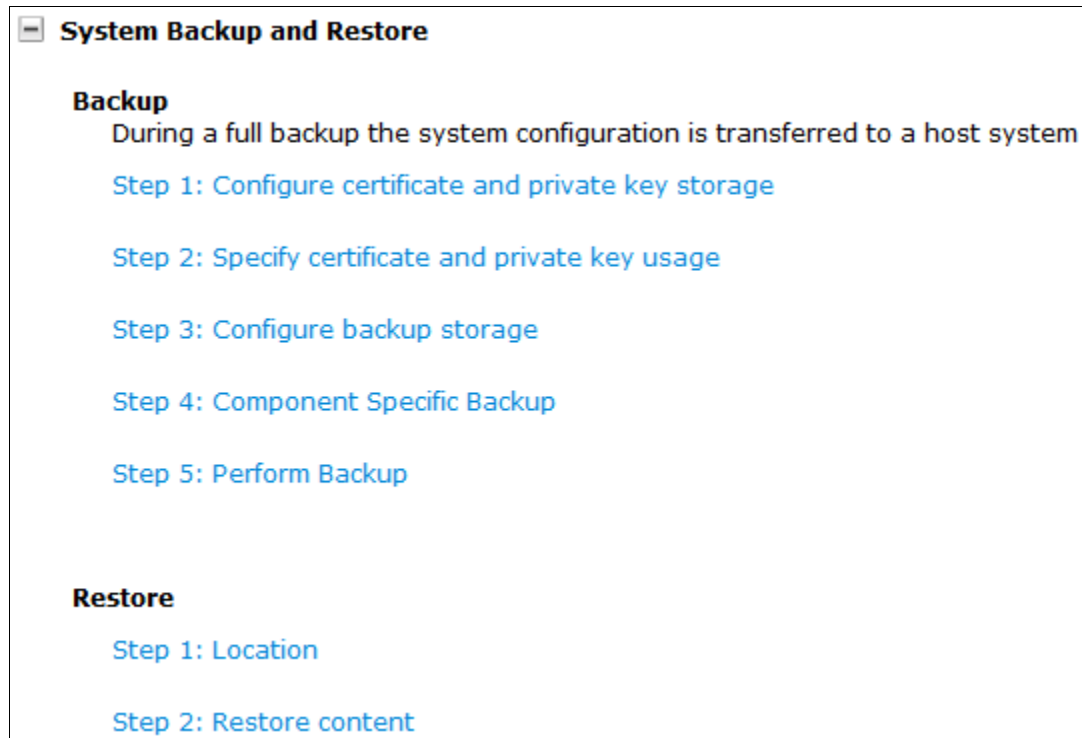 System Backup and Restore
Backup
During a full backup the system configuration is transferred to a host system
Step 1: Configure certificate and private key storage
Step 2: Specify certificate and private key usage
Step 3: Configure backup storage
Step 4: Component Specific Backup
Step 5: Perform Backup
Restore
Step 1: Location
Step 2: Restore content